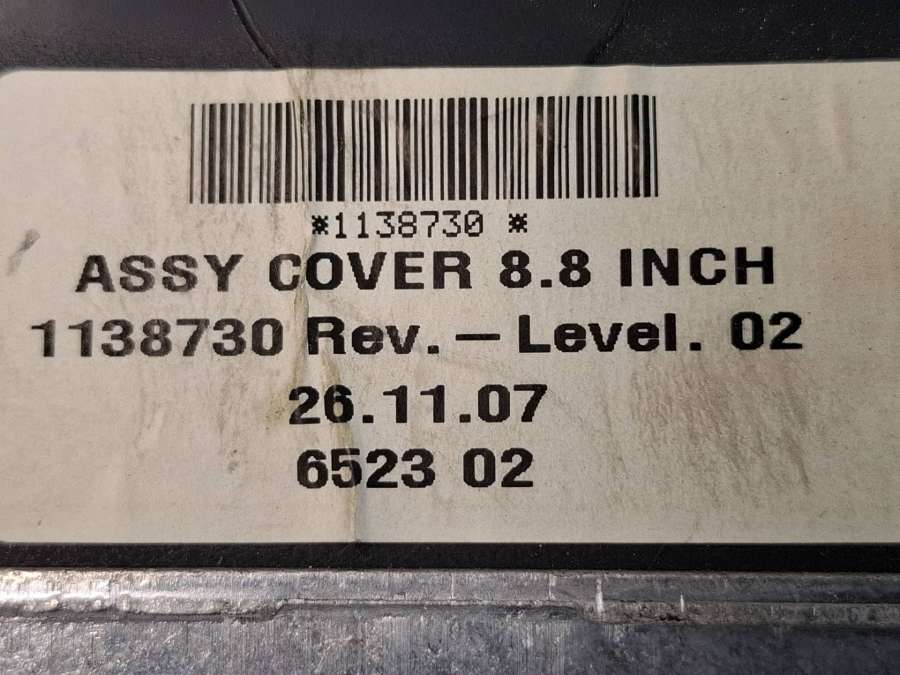 *1138730 *
ASSY COVER 8.8 INCH
1138730 Rev. – Level. 02
26.11.07
6523 02